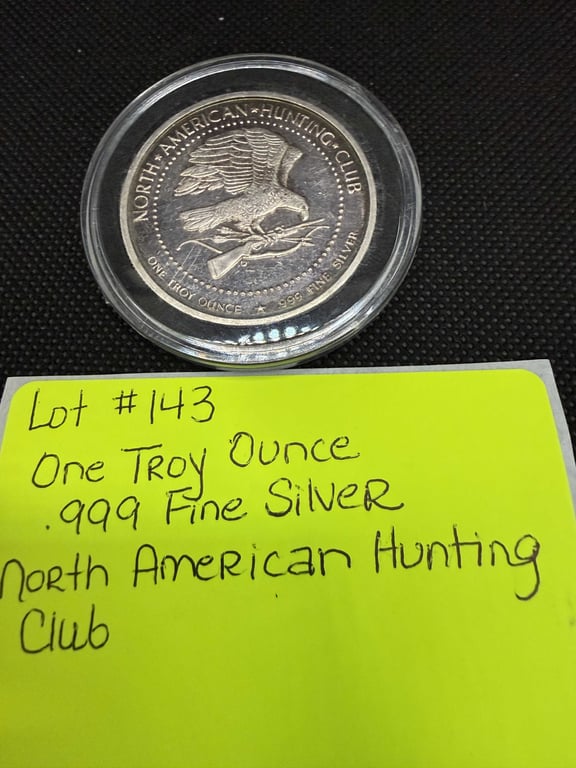 NORTH ★ AMERICAN ★ HUNTING ★ CLUB
ONE TROY OUNCE ★ .999 FINE SILVER
Lot #143
One Troy Ounce
.999 Fine Silver
North American Hunting
Club